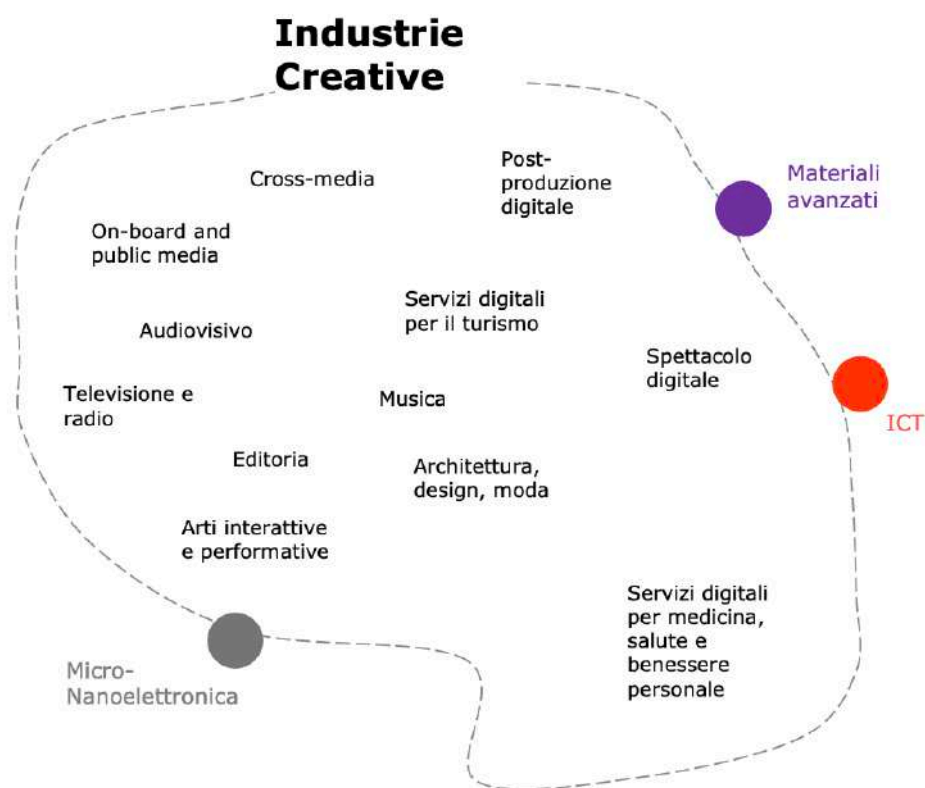 Industrie
Creative
Cross-media
Post-
produzione
digitale
Materiali
avanzati
On-board and
public media
Servizi digitali
per il turismo
Audiovisivo
Spettacolo
digitale
Televisione e
radio
Musica
ICT
Editoria
Architettura,
design, moda
Arti interattive
e performative
Servizi digitali
per medicina,
salute e
benessere
personale
Micro-
Nanoelettronica